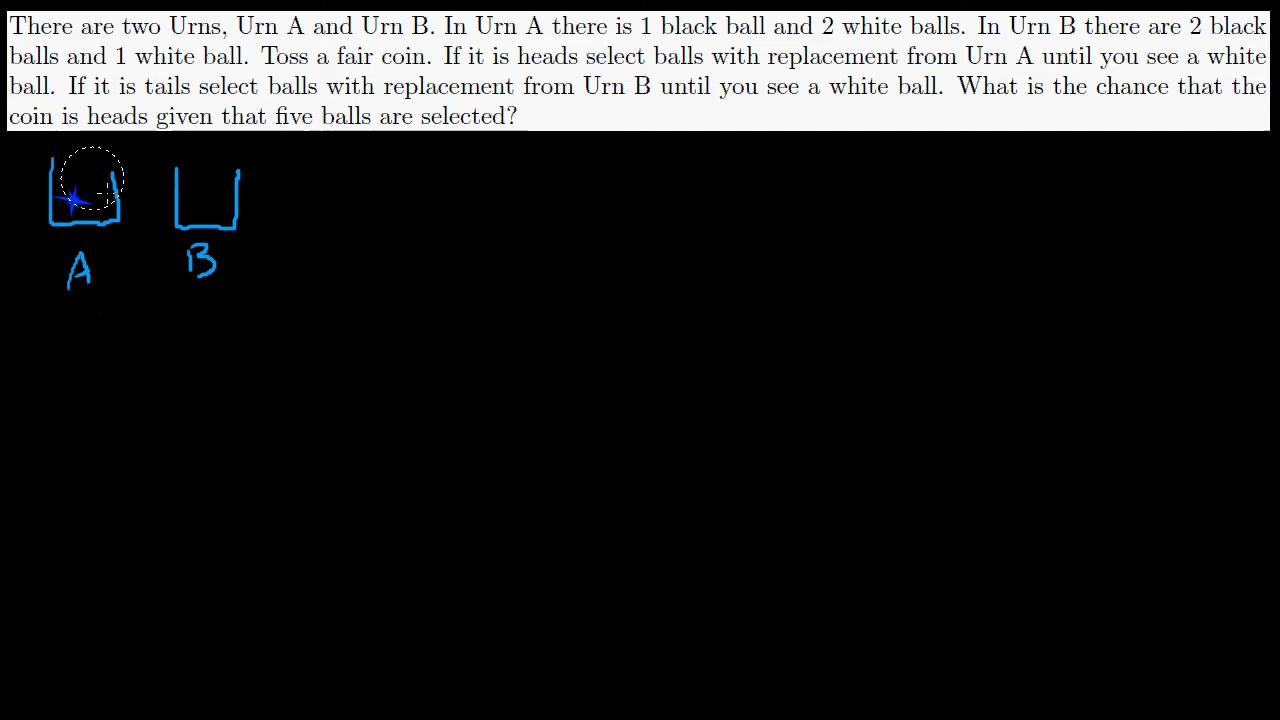 There are two Urns, Urn A and Urn B. In Urn A there is 1 black ball and 2 white balls. In Urn B there are 2 black
balls and 1 white ball. Toss a fair coin. If it is heads select balls with replacement from Urn A until you see a white
ball. If it is tails select balls with replacement from Urn B until you see a white ball. What is the chance that the
coin is heads given that five balls are selected?
A B